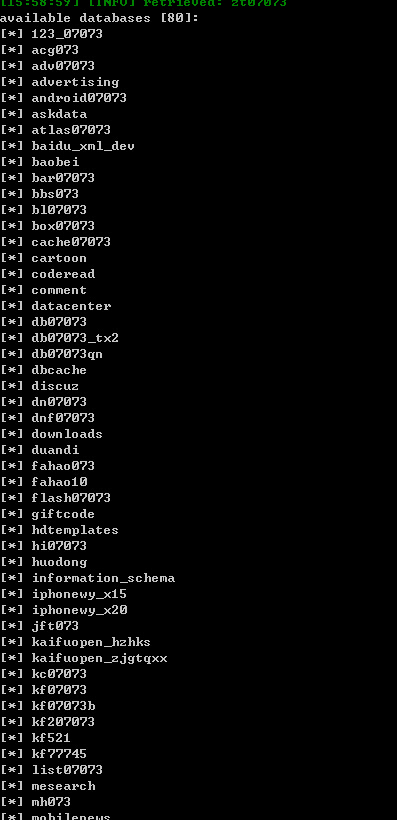 [15:58:59] [INFO] retrieved: zt07073
available databases [80]:
[*] 123_07073
[*] acg073
[*] adv07073
[*] advertising
[*] android07073
[*] askdata
[*] atlas07073
[*] baidu_xml_dev
[*] baobei
[*] bar07073
[*] bbs073
[*] bl07073
[*] box07073
[*] cache07073
[*] cartoon
[*] coderead
[*] comment
[*] datacenter
[*] db07073
[*] db07073_tx2
[*] db07073qn
[*] dbcache
[*] discuz
[*] dn07073
[*] dnf07073
[*] downloads
[*] duandi
[*] fahao073
[*] fahao10
[*] flash07073
[*] giftcode
[*] hdtemplates
[*] hi07073
[*] huodong
[*] information_schema
[*] iphonewy_x15
[*] iphonewy_x20
[*] jft073
[*] kaifuopen_hzhks
[*] kaifuopen_zjgtqxx
[*] kc07073
[*] kf07073
[*] kf07073b
[*] kf207073
[*] kf521
[*] kf77745
[*] list07073
[*] mesearch
[*] mh073
[*] mobilenews